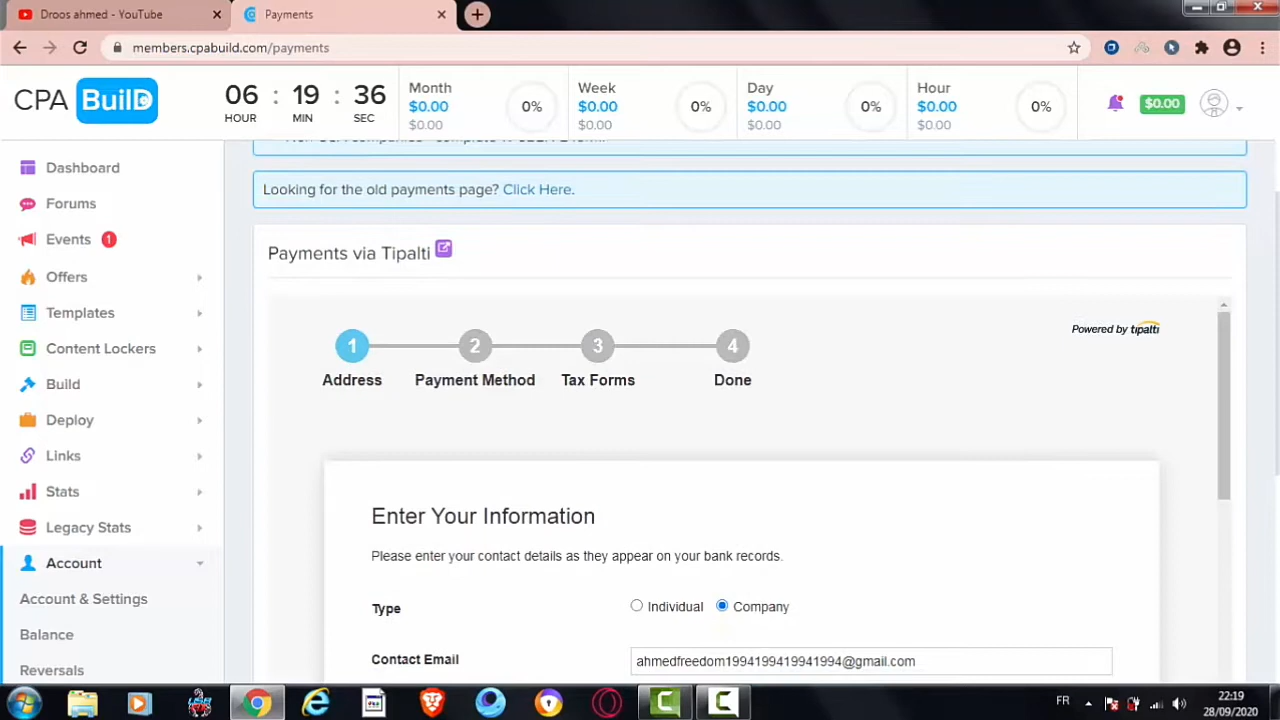 Droos ahmed - YouTube
Payments
members.cpabuild.com/payments
CPA BuilD
06 : 19 : 36
HOUR MIN SEC
Month
$0.00
$0.00
0%
Week
$0.00
$0.00
0%
Day
$0.00
$0.00
0%
Hour
$0.00
$0.00
0%
$0.00
Dashboard
Forums
Events 1
Offers
Templates
Content Lockers
Build
Deploy
Links
Stats
Legacy Stats
Account
Account & Settings
Balance
Reversals
Looking for the old payments page? Click Here.
Payments via Tipalti
Powered by tipalti
1 2 3 4
Address Payment Method Tax Forms Done
Enter Your Information
Please enter your contact details as they appear on your bank records.
Type Individual Company
Contact Email ahmedfreedom1994199419941994@gmail.com
FR
22:19
28/09/2020